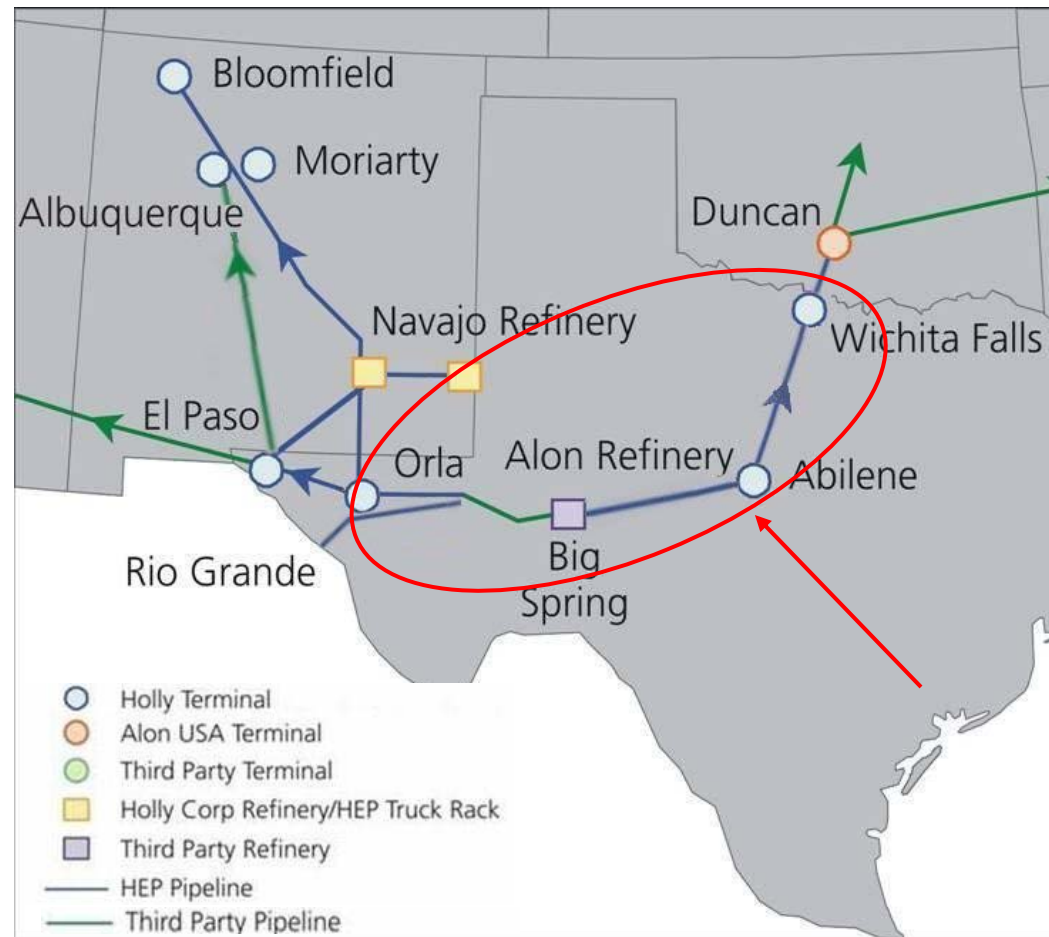 Bloomfield
Moriarty
Albuquerque
Duncan
Navajo Refinery
Wichita Falls
El Paso
Orla
Alon Refinery
Abilene
Rio Grande
Big
Spring
Holly Terminal
Alon USA Terminal
Third Party Terminal
Holly Corp Refinery/HEP Truck Rack
Third Party Refinery
HEP Pipeline
Third Party Pipeline